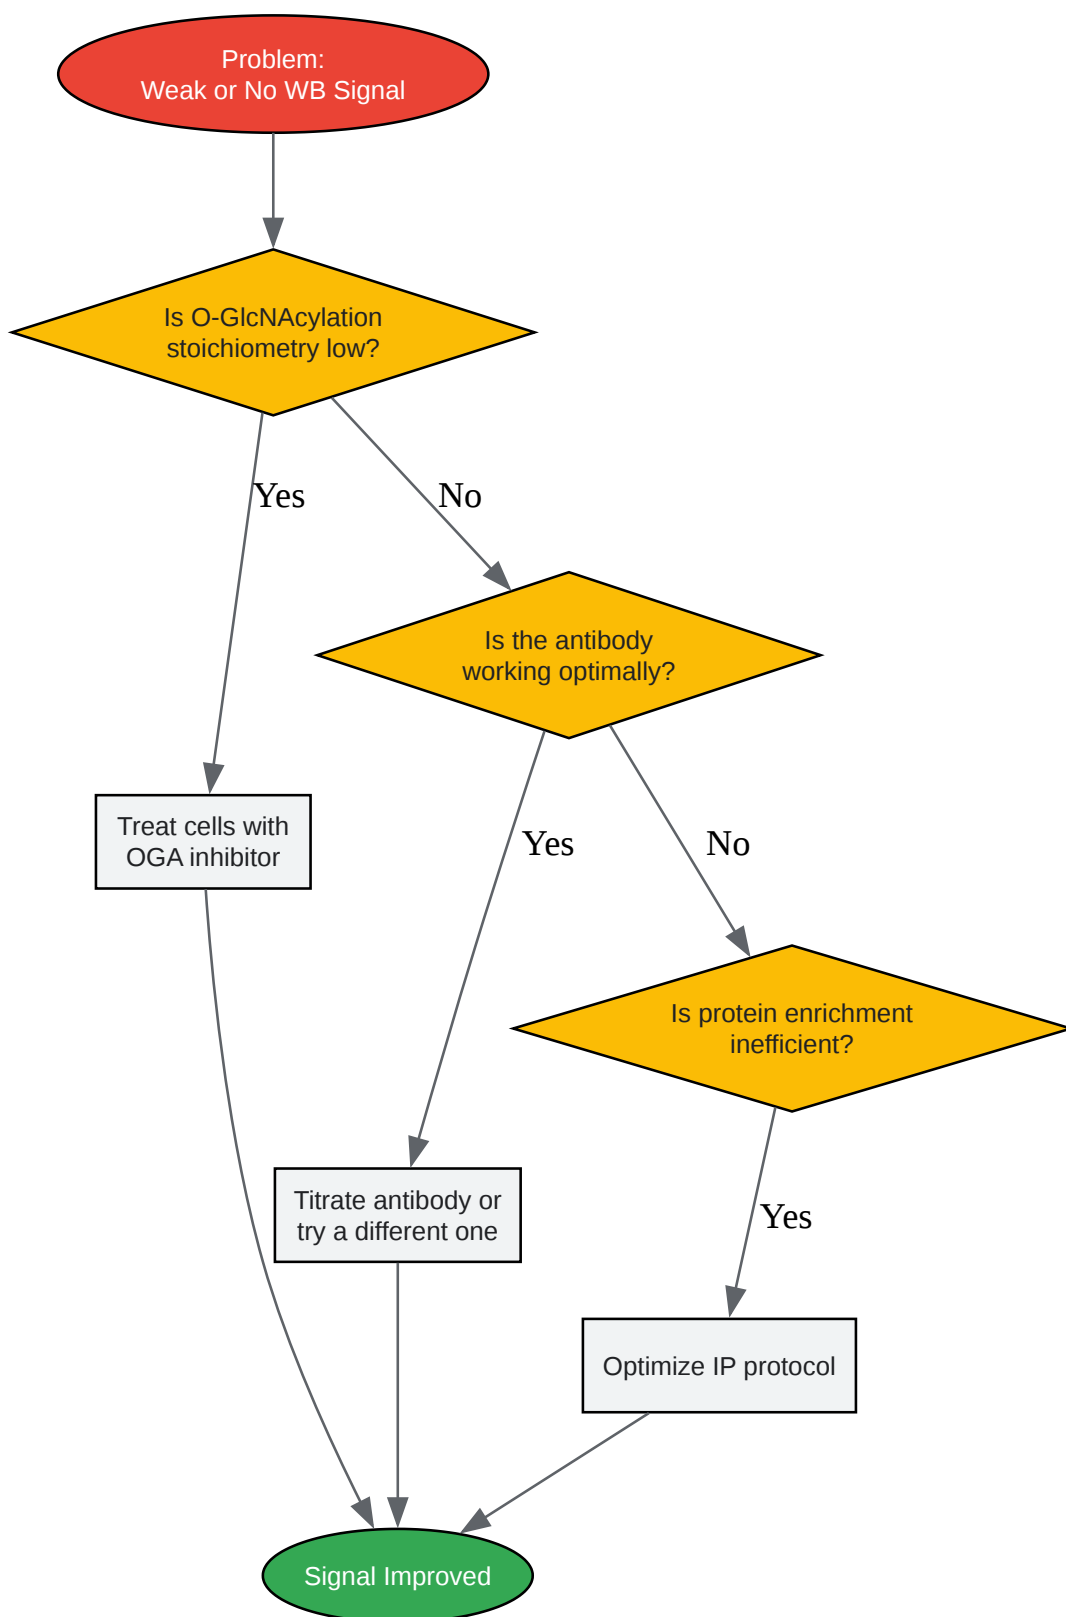 Problem:
Weak or No WB Signal
Is O-GlcNAcylation
stoichiometry low?
Yes
No
Is the antibody
working optimally?
Treat cells with
OGA inhibitor
Yes
No
Is protein enrichment
inefficient?
Titrate antibody or
try a different one
Yes
Optimize IP protocol
Signal Improved